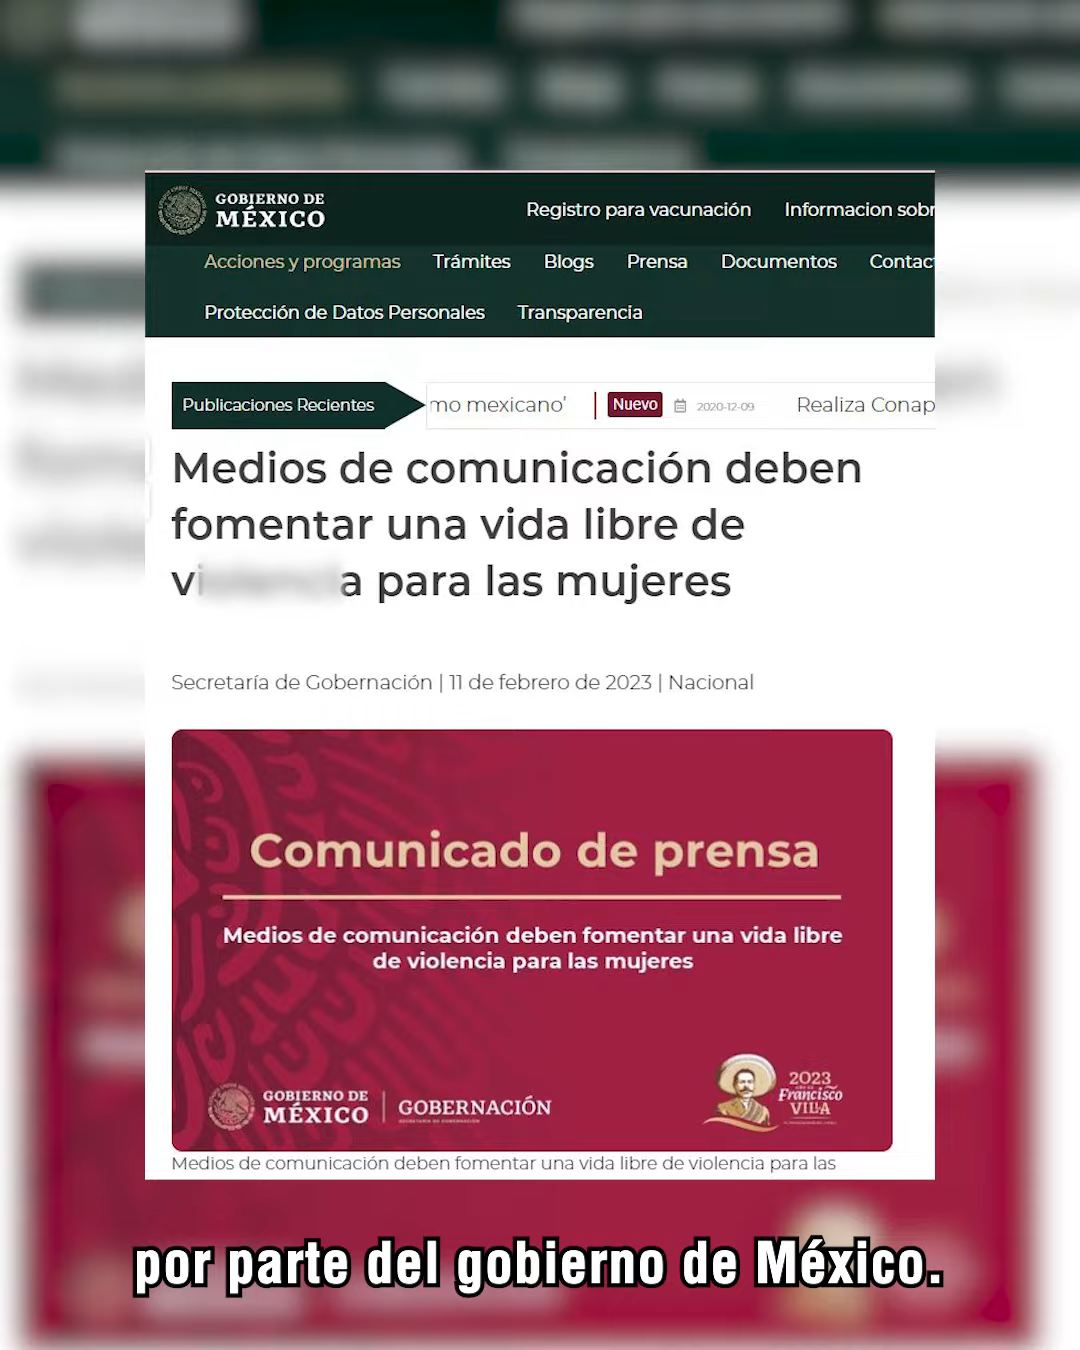 GOBIERNO DE
MÉXICO
Registro para vacunación
Informacion sobr
Acciones y programas
Trámites
Blogs
Prensa
Documentos
Contac
Protección de Datos Personales
Transparencia
Publicaciones Recientes
mo mexicano'
Nuevo
2020-12-09
Realiza Conap
Medios de comunicación deben
fomentar una vida libre de
para las mujeres
Secretaría de Gobernación | 11 de febrero de 2023 | Nacional
Comunicado de prensa
Medios de comunicación deben fomentar una vida libre
de violencia para las mujeres
GOBIERNO DE
MÉXICO
GOBERNACIÓN
SECRETARÍA DE GOBERNACIÓN
2023
Francisco
VILLA
Medios de comunicación deben fomentar una vida libre de violencia para las
por parte del gobierno de México.